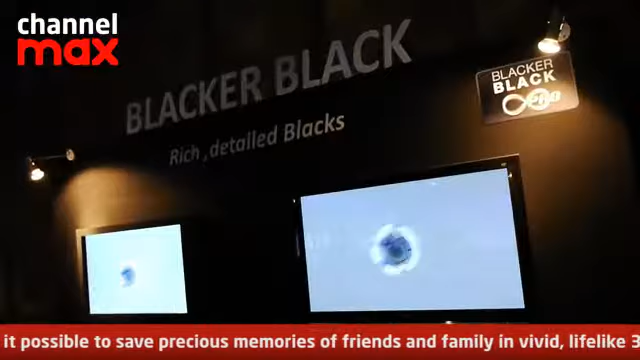 channel
max
BLACKER BLACK
Rich , detailed Blacks
BLACKER
BLACK
PRO
it possible to save precious memories of friends and family in vivid, lifelike 3